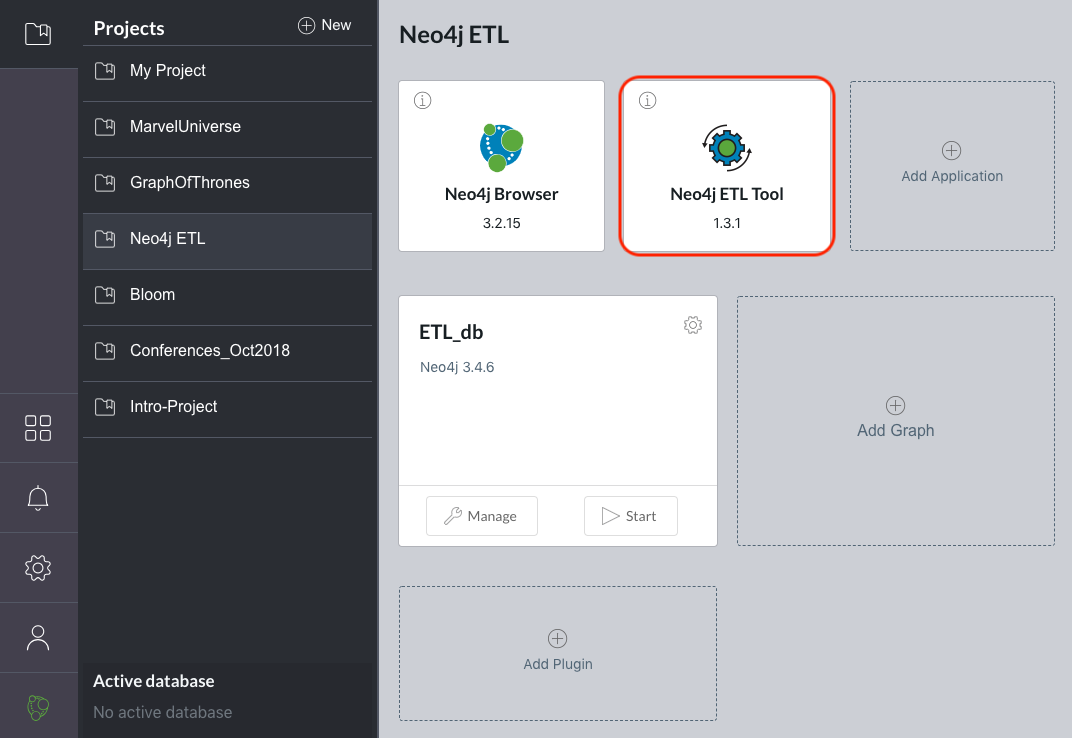 Projects
New
My Project
MarvelUniverse
GraphOfThrones
Neo4j ETL
Bloom
Conferences_Oct2018
Intro-Project
Active database
No active database
Neo4j ETL
Neo4j Browser
3.2.15
Neo4j ETL Tool
1.3.1
Add Application
ETL_db
Neo4j 3.4.6
Manage
Start
Add Graph
Add Plugin